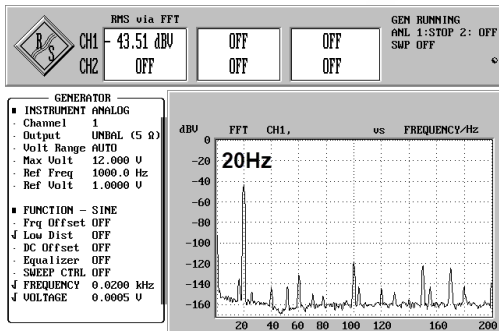 RMS via FFT
CH1 - 43.51 dBV OFF OFF
CH2 OFF OFF OFF
GEN RUNNING
ANL 1:STOP 2: OFF
SWP OFF
R S
GENERATOR
INSTRUMENT ANALOG
Channel 1
Output UNBAL (5 Ω)
Volt Range AUTO
Max Volt 12.000 V
Ref Freq 1000.0 Hz
Ref Volt 1.0000 V
FUNCTION - SINE
Frq Offset OFF
Low Dist OFF
DC Offset OFF
Equalizer OFF
SWEEP CTRL OFF
FREQUENCY 0.0200 kHz
VOLTAGE 0.0005 V
dBV FFT CH1, vs FREQUENCY/Hz
20Hz
0
-20
-40
-60
-80
-100
-120
-140
-160
20 40 60 80 100 120 160 200